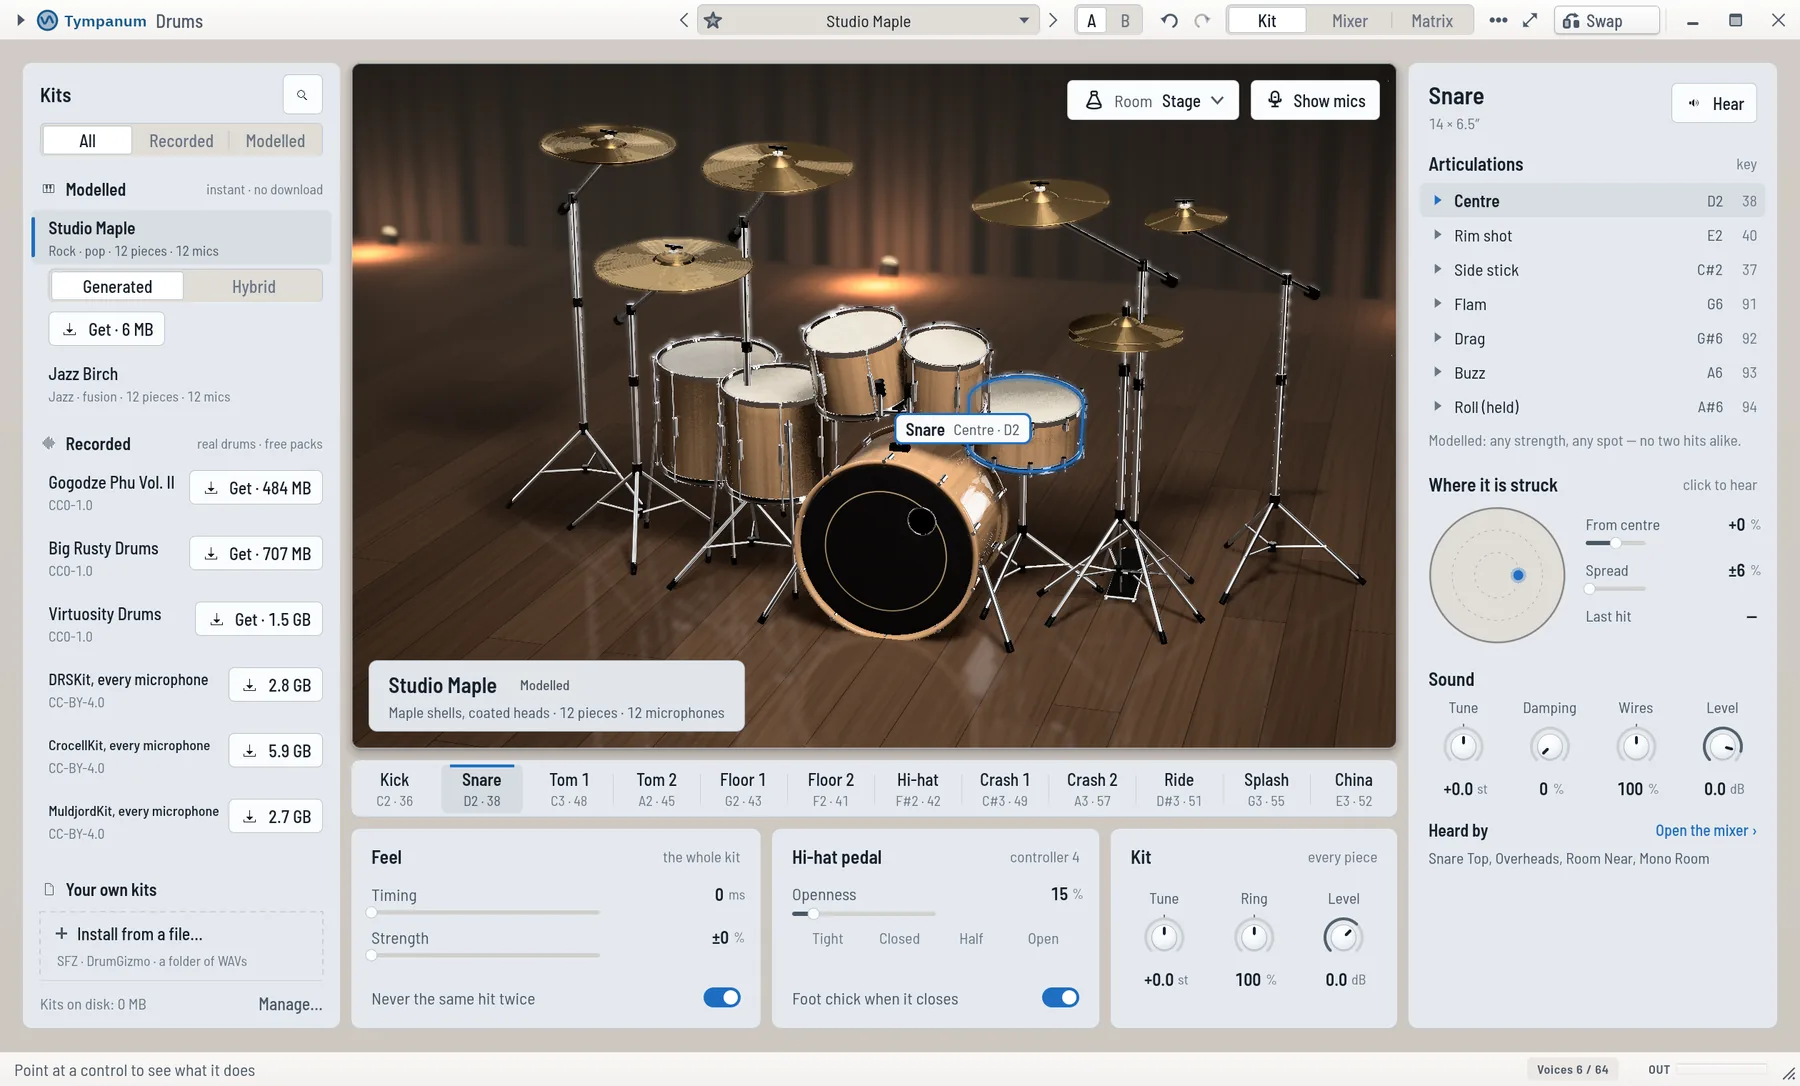 Tympanum Drums
Studio Maple
A B
Kit Mixer Matrix
Swap
Kits
All Recorded Modelled
Modelled instant · no download
Studio Maple
Rock · pop · 12 pieces · 12 mics
Generated Hybrid
Get · 6 MB
Jazz Birch
Jazz · fusion · 12 pieces · 12 mics
Recorded real drums · free packs
Gogodze Phu Vol. II Get · 484 MB
CC0-1.0
Big Rusty Drums Get · 707 MB
CC0-1.0
Virtuosity Drums Get · 1.5 GB
CC0-1.0
DRSKit, every microphone 2.8 GB
CC-BY-4.0
CrocellKit, every microphone 5.9 GB
CC-BY-4.0
MuldjordKit, every microphone 2.7 GB
CC-BY-4.0
Your own kits
+ Install from a file...
SFZ · DrumGizmo · a folder of WAVs
Kits on disk: 0 MB Manage...
Room Stage
Show mics
Snare Centre · D2
Studio Maple Modelled
Maple shells, coated heads · 12 pieces · 12 microphones
Kick Snare Tom 1 Tom 2 Floor 1 Floor 2 Hi-hat Crash 1 Crash 2 Ride Splash China
C2 · 36 D2 · 38 C3 · 48 A2 · 45 G2 · 43 F2 · 41 F#2 · 42 C#3 · 49 A3 · 57 D#3 · 51 G3 · 55 E3 · 52
Feel the whole kit
Timing 0 ms
Strength ±0 %
Never the same hit twice
Hi-hat pedal controller 4
Openness 15 %
Tight Closed Half Open
Foot chick when it closes
Kit every piece
Tune Ring Level
+0.0 st 100 % 0.0 dB
Snare
14 × 6.5″
Hear
Articulations key
Centre D2 38
Rim shot E2 40
Side stick C#2 37
Flam G6 91
Drag G#6 92
Buzz A6 93
Roll (held) A#6 94
Modelled: any strength, any spot — no two hits alike.
Where it is struck click to hear
From centre +0 %
Spread ±6 %
Last hit –
Sound
Tune Damping Wires Level
+0.0 st 0 % 100 % 0.0 dB
Heard by Open the mixer ›
Snare Top, Overheads, Room Near, Mono Room
Point at a control to see what it does
Voices 6 / 64 OUT